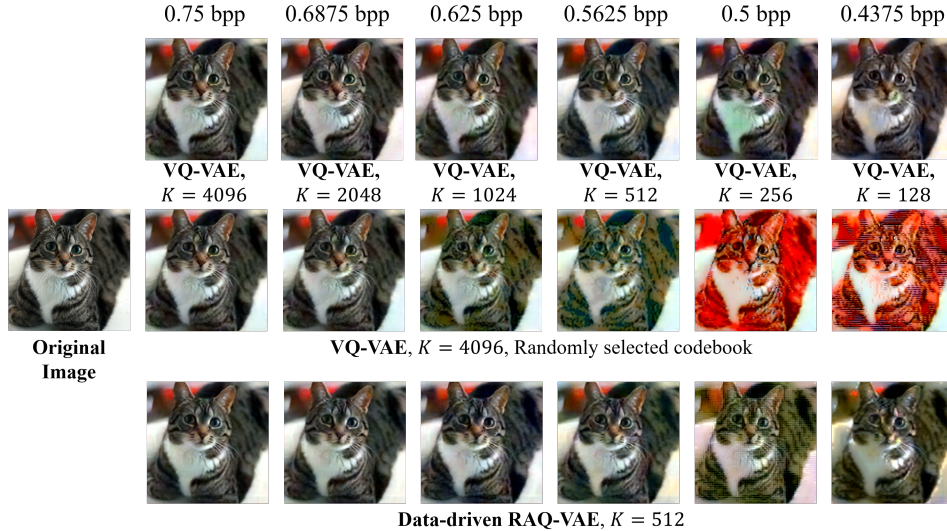 0.75 bpp 0.6875 bpp 0.625 bpp 0.5625 bpp 0.5 bpp 0.4375 bpp
VQ-VAE, VQ-VAE, VQ-VAE, VQ-VAE, VQ-VAE, VQ-VAE,
K = 4096 K = 2048 K = 1024 K = 512 K = 256 K = 128
Original
Image
VQ-VAE, K = 4096, Randomly selected codebook
Data-driven RAQ-VAE, K = 512